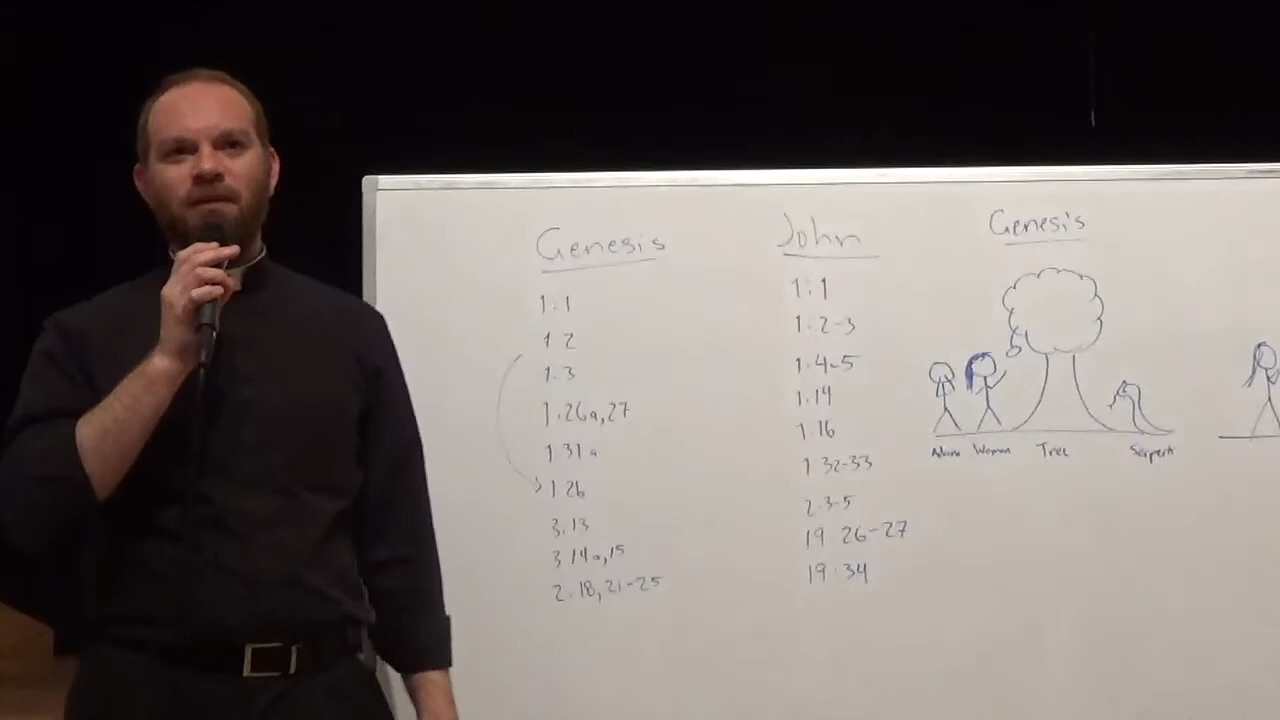 Genesis
1:1
1:2
1:3
1:26a,27
1:31a
1:2b
3:13
3:14a,15
2:18,21-25
John
1:1
1:2-3
1:4-5
1:14
1:16
1:32-33
2:3-5
19:26-27
19:34
Genesis
Adam Woman Tree Serpent